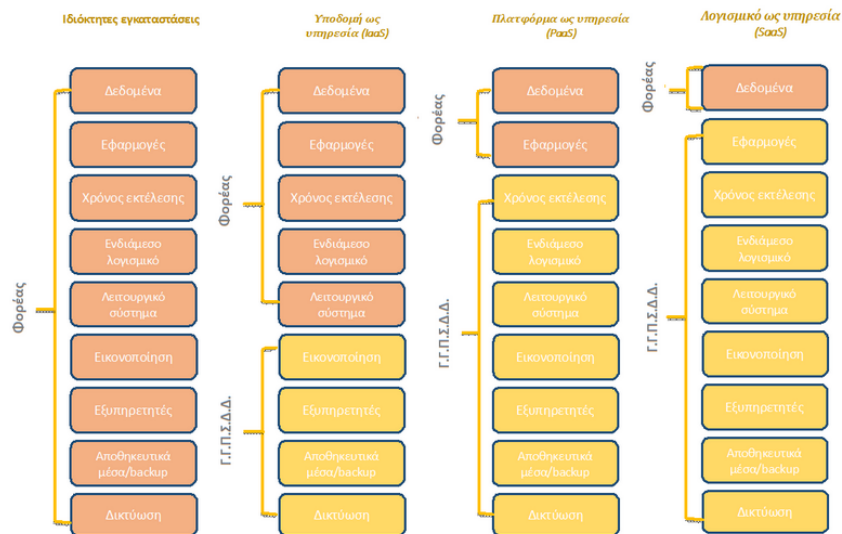 Ιδιόκτητες εγκαταστάσεις
Φορέας
Δεδομένα
Εφαρμογές
Χρόνος εκτέλεσης
Ενδιάμεσο
λογισμικό
Λειτουργικό
σύστημα
Εικονοποίηση
Εξυπηρετητές
Αποθηκευτικά
μέσα/backup
Δικτύωση
Υποδομή ως
υπηρεσία (IaaS)
Φορέας
Γ.Γ.Π.Σ.Δ.Δ.
Δεδομένα
Εφαρμογές
Χρόνος εκτέλεσης
Ενδιάμεσο
λογισμικό
Λειτουργικό
σύστημα
Εικονοποίηση
Εξυπηρετητές
Αποθηκευτικά
μέσα/backup
Δικτύωση
Πλατφόρμα ως υπηρεσία
(PaaS)
Φορέας
Γ.Γ.Π.Σ.Δ.Δ.
Δεδομένα
Εφαρμογές
Χρόνος εκτέλεσης
Ενδιάμεσο
λογισμικό
Λειτουργικό
σύστημα
Εικονοποίηση
Εξυπηρετητές
Αποθηκευτικά
μέσα/backup
Δικτύωση
Λογισμικό ως υπηρεσία
(SaaS)
Φορέας
Γ.Γ.Π.Σ.Δ.Δ.
Δεδομένα
Εφαρμογές
Χρόνος εκτέλεσης
Ενδιάμεσο
λογισμικό
Λειτουργικό
σύστημα
Εικονοποίηση
Εξυπηρετητές
Αποθηκευτικά
μέσα/backup
Δικτύωση